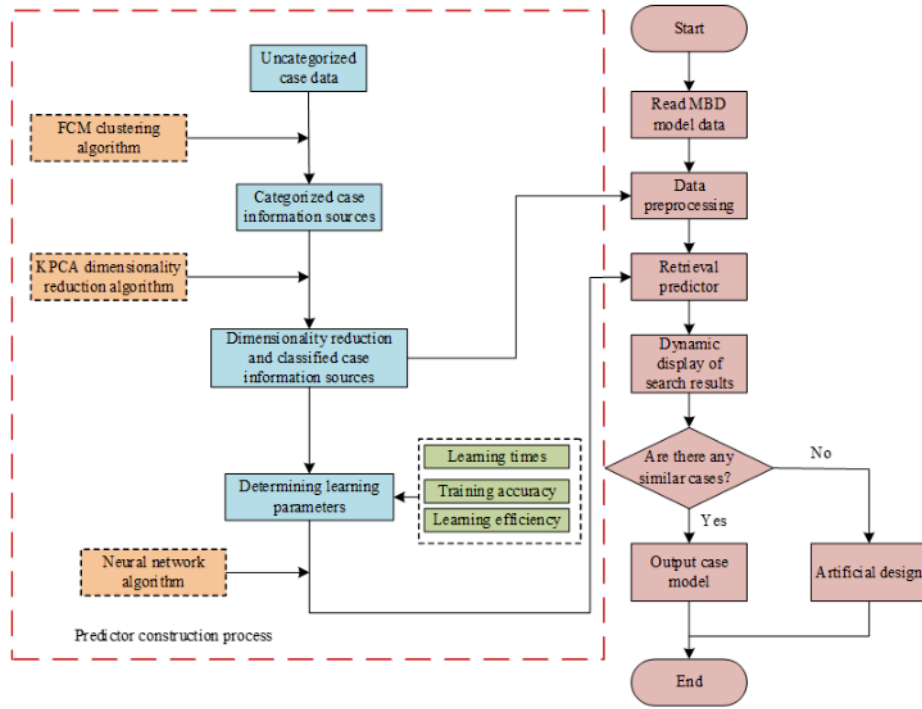 Uncategorized
case data
FCM clustering
algorithm
Categorized case
information sources
KPCA dimensionality
reduction algorithm
Dimensionality reduction
and classified case
information sources
Learning times
Training accuracy
Learning efficiency
Determining learning
parameters
Neural network
algorithm
Predictor construction process
Start
Read MBD
model data
Data
preprocessing
Retrieval
predictor
Dynamic
display of
search results
Are there any
similar cases?
No
Yes
Output case
model
Artificial design
End